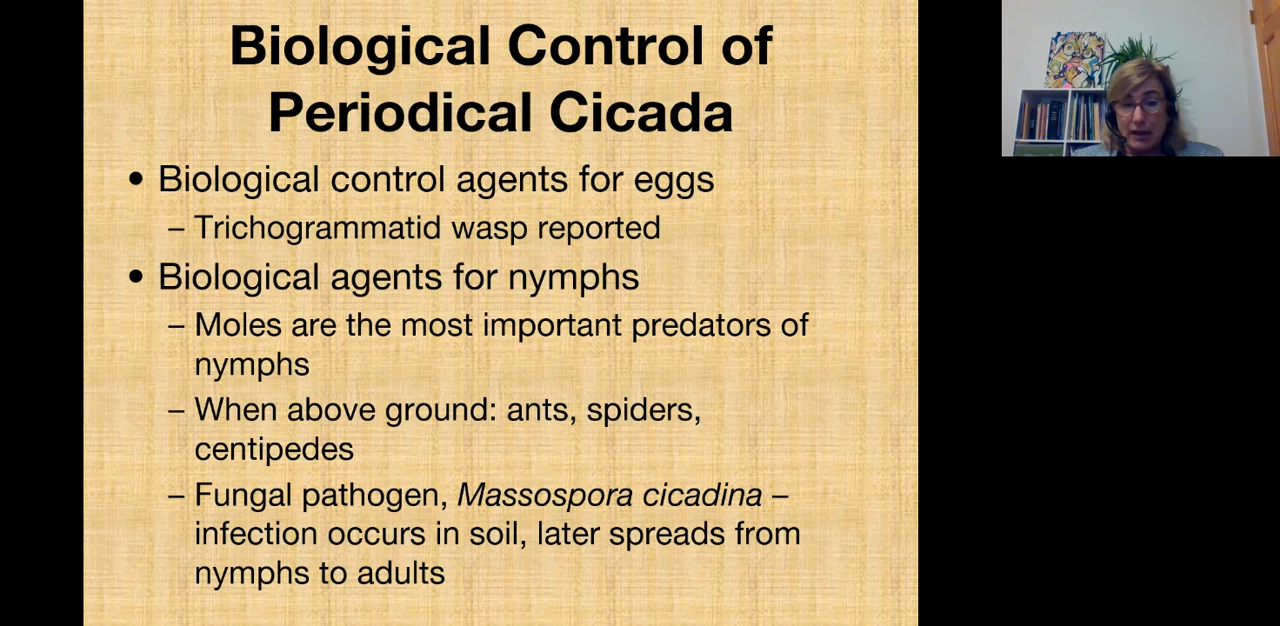 Biological Control of
Periodical Cicada
• Biological control agents for eggs
– Trichogrammatid wasp reported
• Biological agents for nymphs
– Moles are the most important predators of
nymphs
– When above ground: ants, spiders,
centipedes
– Fungal pathogen, Massospora cicadina –
infection occurs in soil, later spreads from
nymphs to adults